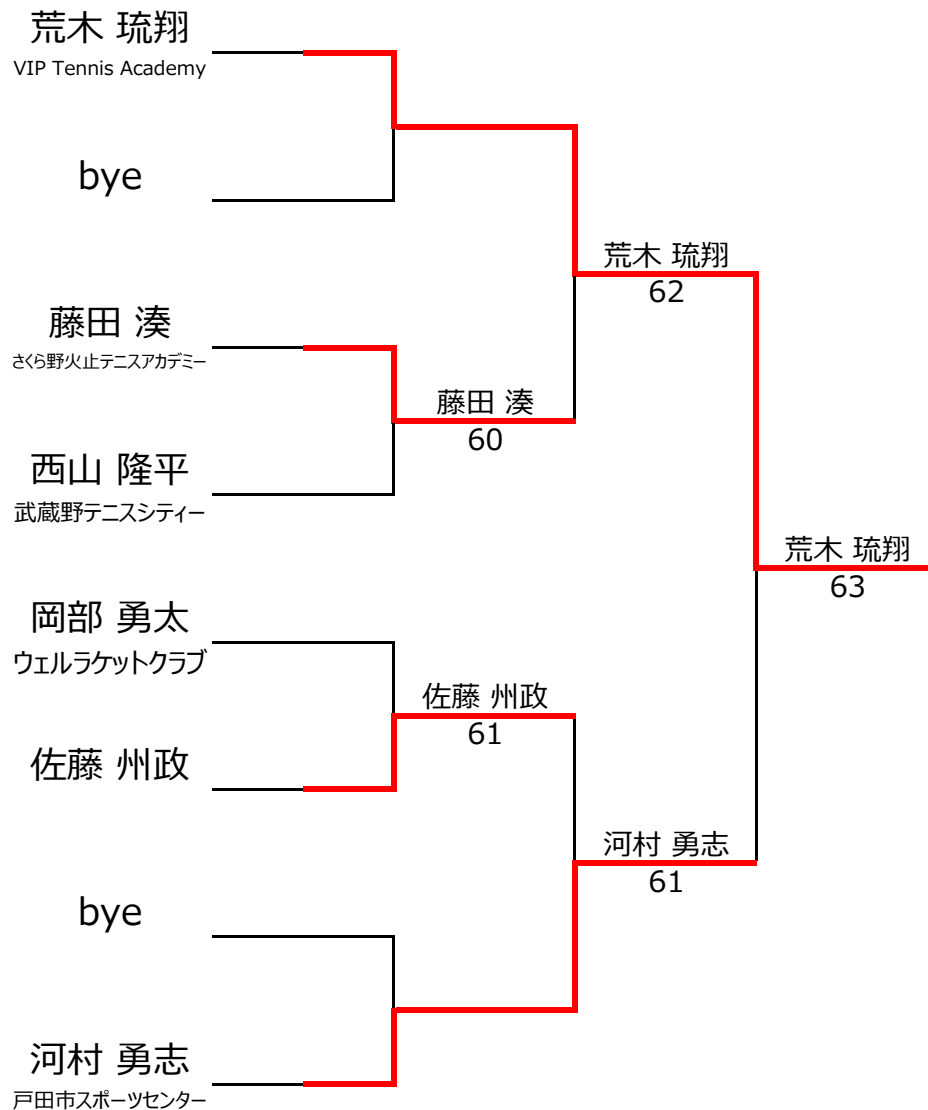 荒木 琉翔
VIP Tennis Academy
bye
荒木 琉翔
62
藤田 湊
さくら野火止テニスアカデミー
藤田 湊
60
西山 隆平
武蔵野テニスシティー
荒木 琉翔
63
岡部 勇太
ウェルラケットクラブ
佐藤 州政
61
佐藤 州政
河村 勇志
61
bye
河村 勇志
戸田市スポーツセンター